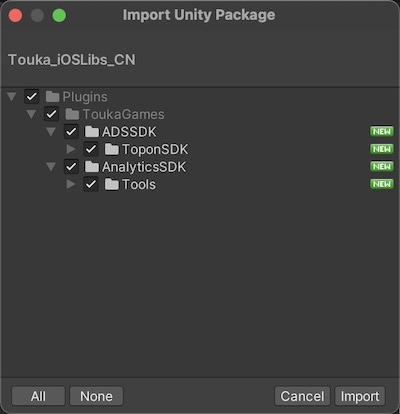 Import Unity Package
Touka_iOSLibs_CN
Plugins
ToukaGames
ADSSDK NEW
ToponSDK NEW
AnalyticsSDK NEW
Tools NEW
All None Cancel Import